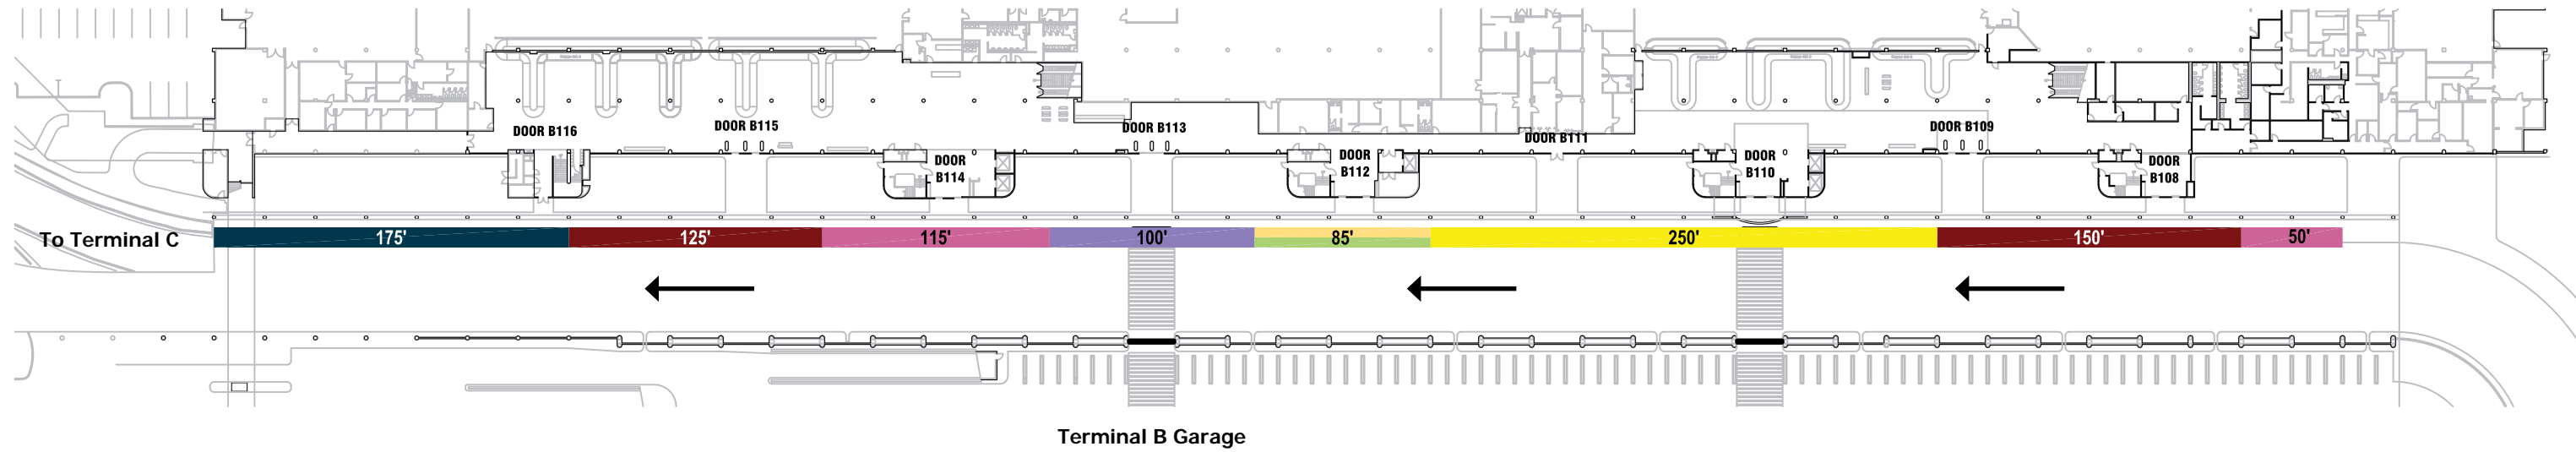 DOOR B116
DOOR B115
DOOR
B114
DOOR B113
DOOR
B112
DOOR B111
DOOR
B110
DOOR B109
DOOR
B108
To Terminal C
175'
125'
115'
100'
85'
250'
150'
50'
Terminal B Garage